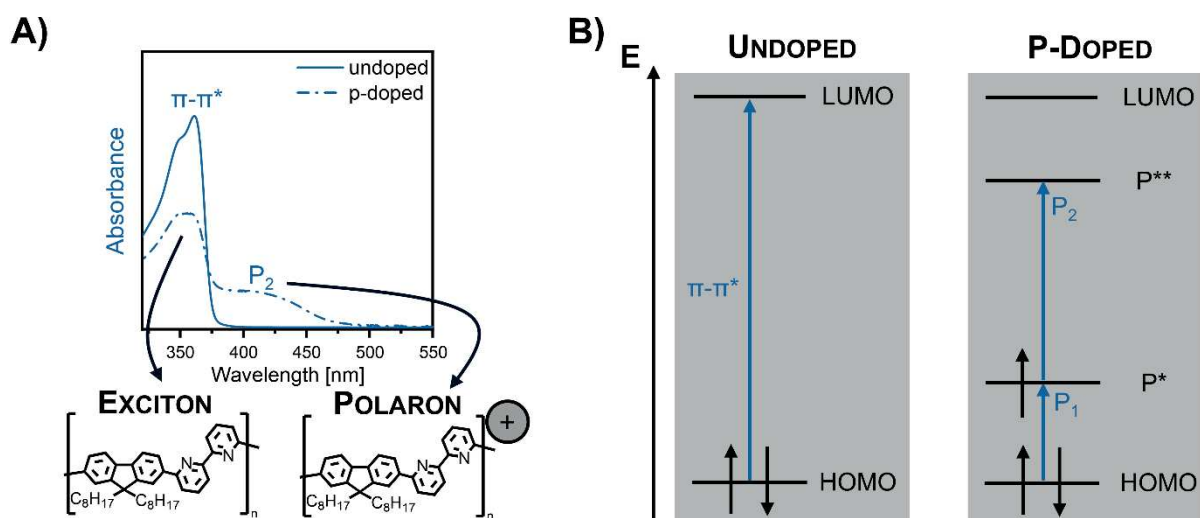 A)
Absorbance
undoped
p-doped
π-π*
P₂
350 400 450 500 550
Wavelength [nm]
EXCITON
POLARON
+
N
N
C₈H₁₇ C₈H₁₇
n
N
N
C₈H₁₇ C₈H₁₇
n
B)
E
UNDOPED
LUMO
π-π*
HOMO
P-DOPED
LUMO
P**
P₂
P*
P₁
HOMO